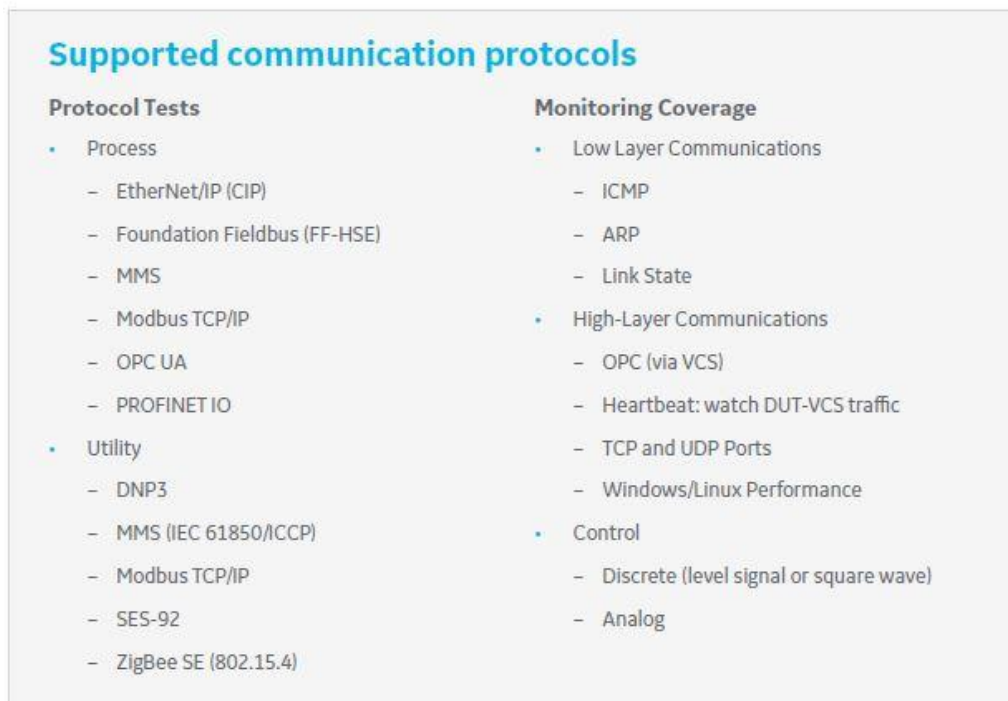 Supported communication protocols
Protocol Tests
• Process
– EtherNet/IP (CIP)
– Foundation Fieldbus (FF-HSE)
– MMS
– Modbus TCP/IP
– OPC UA
– PROFINET IO
• Utility
– DNP3
– MMS (IEC 61850/ICCP)
– Modbus TCP/IP
– SES-92
– ZigBee SE (802.15.4)
Monitoring Coverage
• Low Layer Communications
– ICMP
– ARP
– Link State
• High-Layer Communications
– OPC (via VCS)
– Heartbeat: watch DUT-VCS traffic
– TCP and UDP Ports
– Windows/Linux Performance
• Control
– Discrete (level signal or square wave)
– Analog